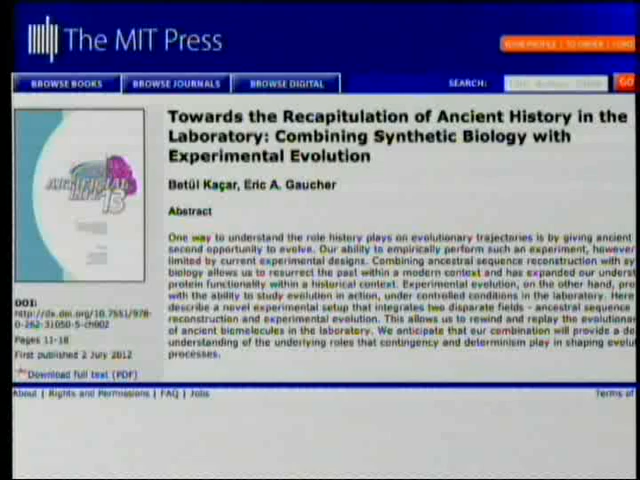 The MIT Press
YOUR PROFILE | TO ORDER |
BROWSE BOOKS BROWSE JOURNALS BROWSE DIGITAL SEARCH: GO
Towards the Recapitulation of Ancient History in the
Laboratory: Combining Synthetic Biology with
Experimental Evolution
Betül Kaçar, Eric A. Gaucher
Abstract
One way to understand the role history plays on evolutionary trajectories is by giving ancient
second opportunity to evolve. Our ability to empirically perform such an experiment, however
limited by current experimental designs. Combining ancestral sequence reconstruction with sy
biology allows us to resurrect the past within a modern context and has expanded our underst
protein functionality within a historical context. Experimental evolution, on the other hand, pro
with the ability to study evolution in action, under controlled conditions in the laboratory. Here
describe a novel experimental setup that integrates two disparate fields - ancestral sequence
reconstruction and experimental evolution. This allows us to rewind and replay the evolutionar
of ancient biomolecules in the laboratory. We anticipate that our combination will provide a de
understanding of the underlying roles that contingency and determinism play in shaping evolu
processes.
ARTIFICIAL
LIFE 13
DOI:
http://dx.doi.org/10.7551/978-
0-262-31050-5-ch002
Pages 11-18
First published 2 July 2012
Download full text (PDF)
About | Rights and Permissions | FAQ | Jobs
Terms of